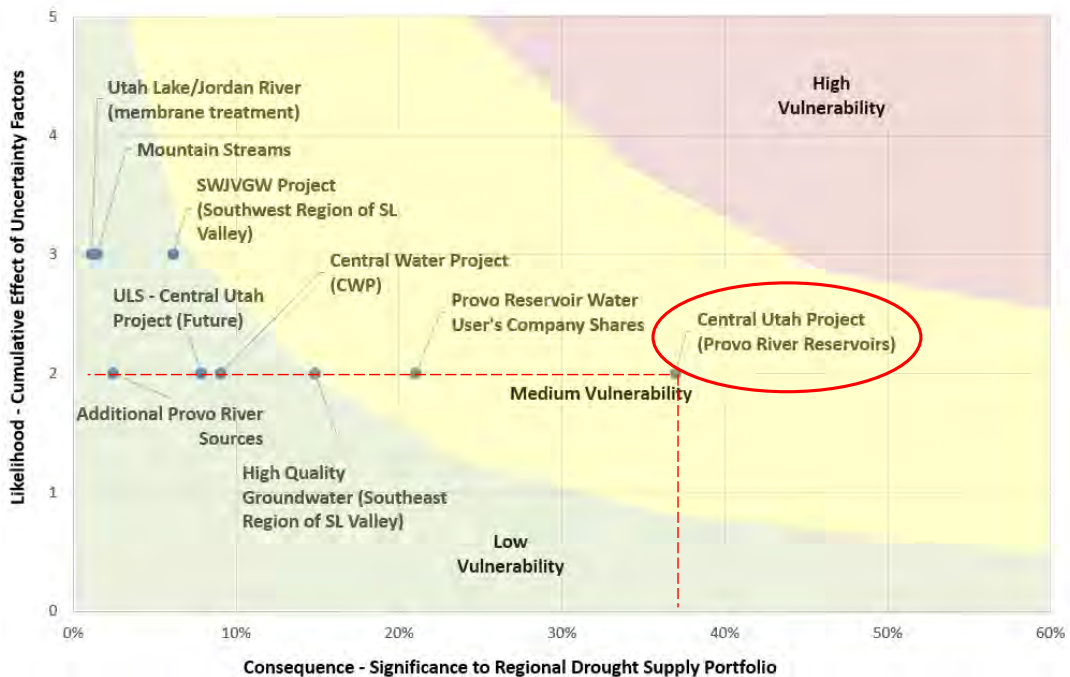 5
High
Vulnerability
Utah Lake/Jordan River
(membrane treatment)
4
Mountain Streams
SWJVGW Project
(Southwest Region of SL
Valley)
3
Central Water Project
(CWP)
ULS - Central Utah
Project (Future)
Provo Reservoir Water
User's Company Shares
Central Utah Project
(Provo River Reservoirs)
2
Medium Vulnerability
Additional Provo River
Sources
High Quality
Groundwater (Southeast
Region of SL Valley)
1
Low
Vulnerability
0
0%
10%
20%
30%
40%
50%
60%
Likelihood - Cumulative Effect of Uncertainty Factors
Consequence - Significance to Regional Drought Supply Portfolio